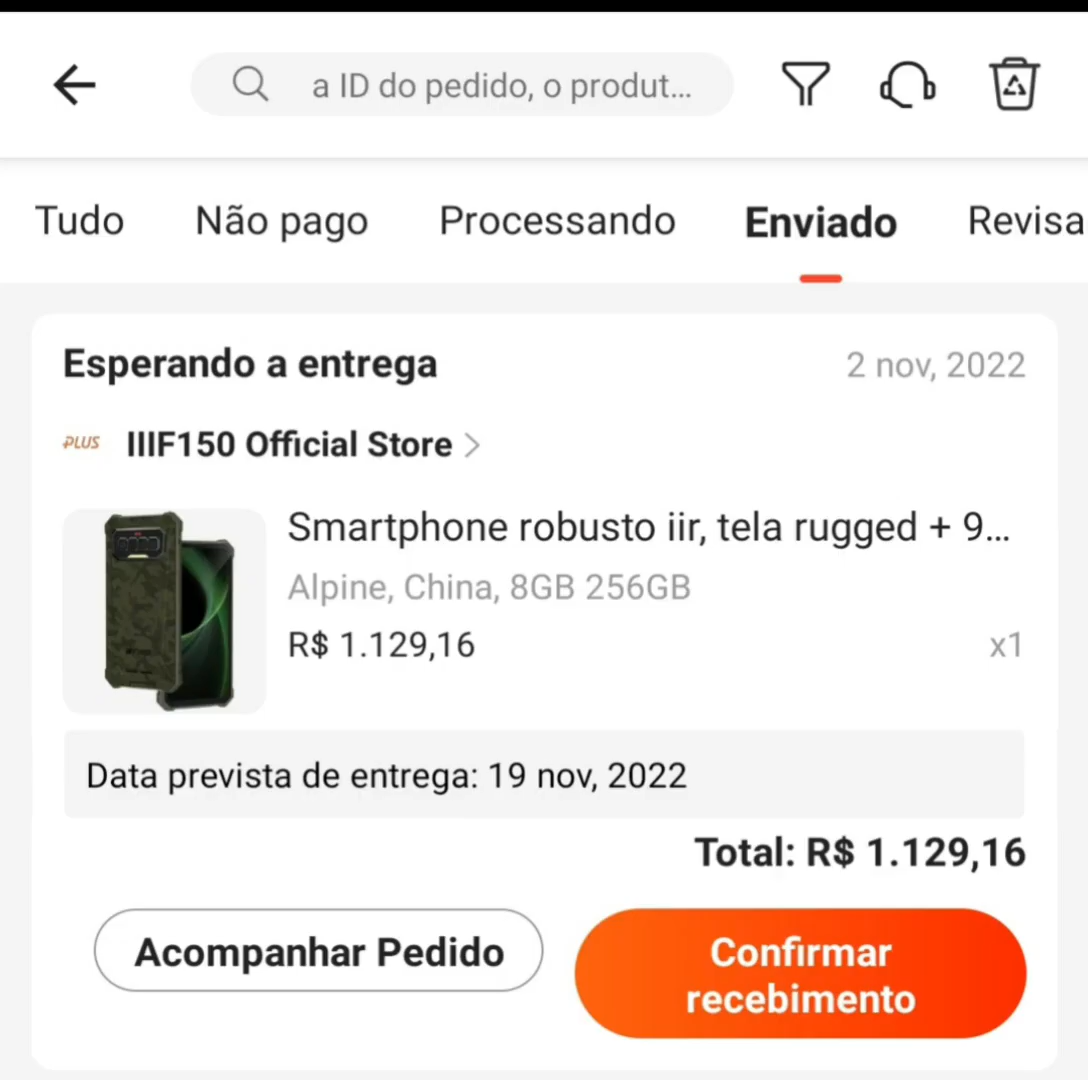 a ID do pedido, o produt...
Tudo Não pago Processando Enviado Revisa
Esperando a entrega 2 nov, 2022
PLUS IIIF150 Official Store
Smartphone robusto iir, tela rugged + 9...
Alpine, China, 8GB 256GB
R$ 1.129,16 x1
Data prevista de entrega: 19 nov, 2022
Total: R$ 1.129,16
Acompanhar Pedido
Confirmar
recebimento